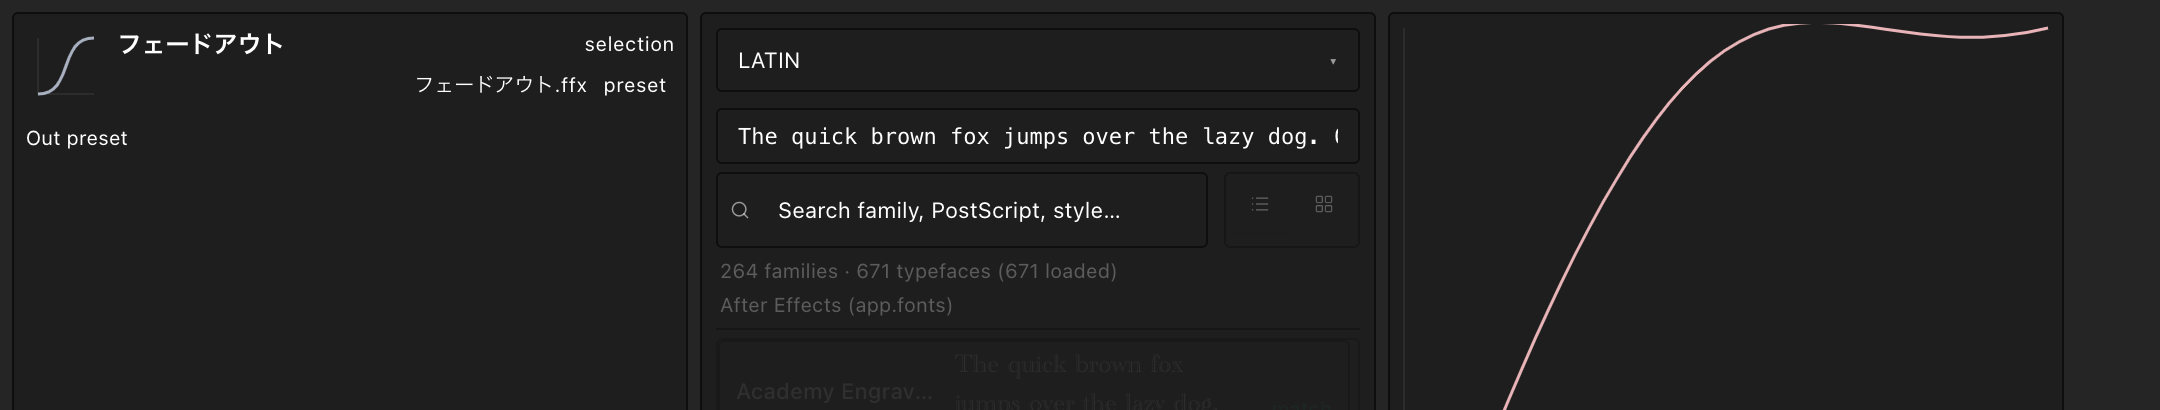 フェードアウト
selection
フェードアウト.ffx preset
Out preset
LATIN
The quick brown fox jumps over the lazy dog.
Search family, PostScript, style...
264 families · 671 typefaces (671 loaded)
After Effects (app.fonts)
Academy Engrav...
The quick brown fox
jumps over the lazy dog.